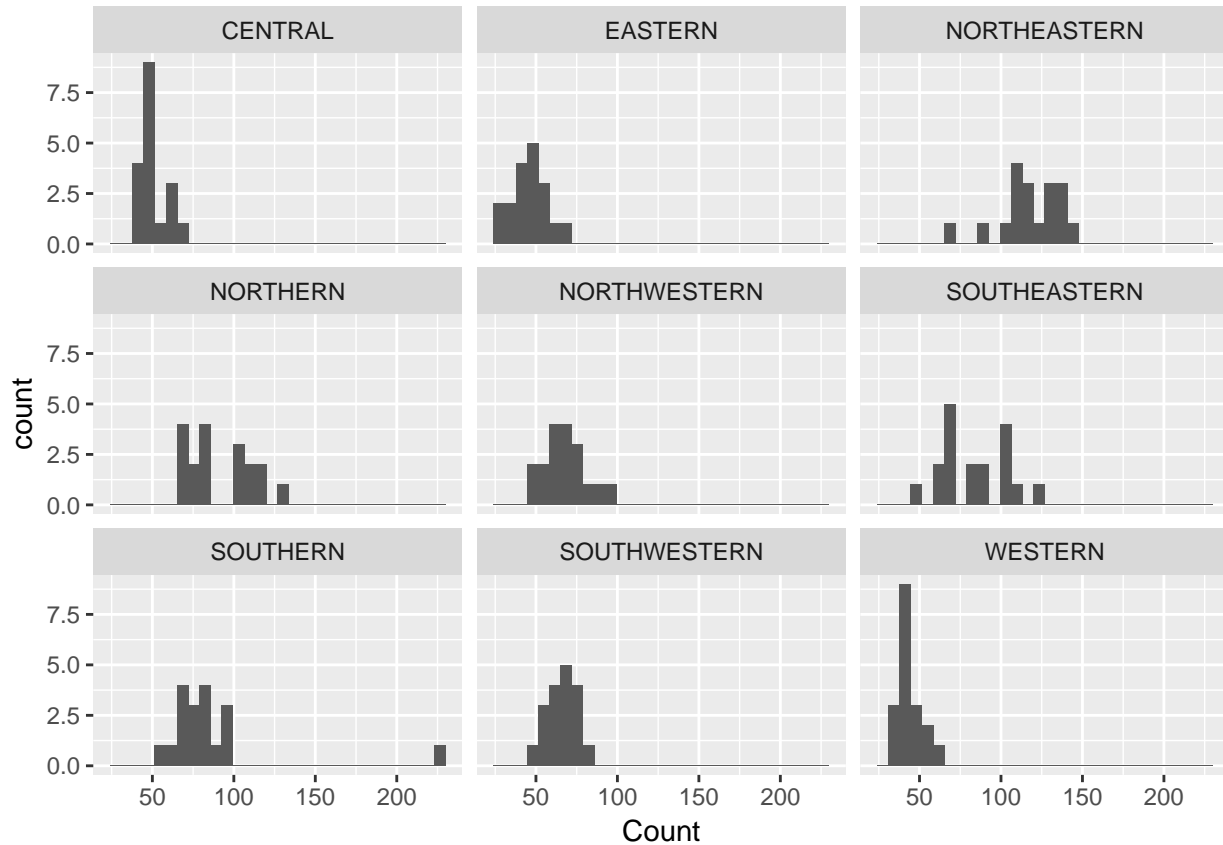 CENTRAL EASTERN NORTHEASTERN
7.5
5.0
2.5
0.0
NORTHERN NORTHWESTERN SOUTHEASTERN
7.5
5.0
2.5
0.0
SOUTHERN SOUTHWESTERN WESTERN
7.5
5.0
2.5
0.0
50 100 150 200 50 100 150 200 50 100 150 200
Count
count